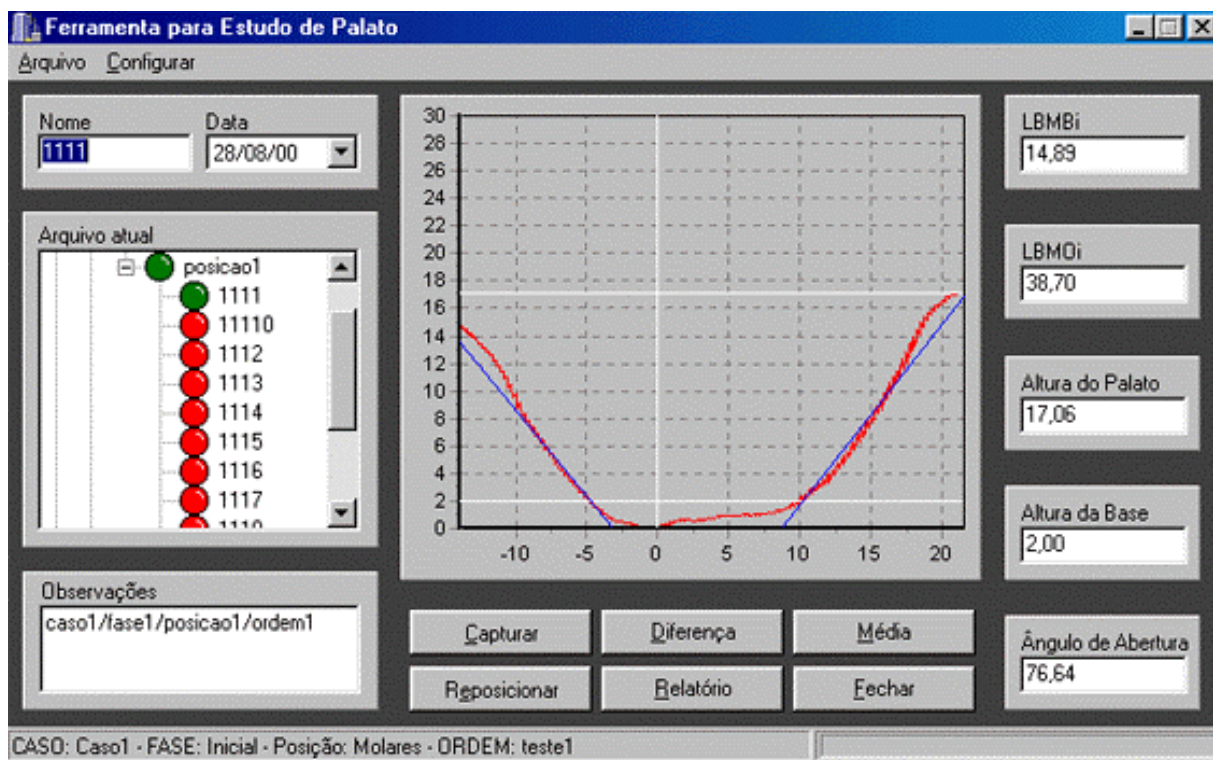 Ferramenta para Estudo de Palato
Arquivo Configurar
Nome Data
1111 28/08/00
Arquivo atual
posicao1
1111
11110
1112
1113
1114
1115
1116
1117
Observações
caso1/fase1/posicao1/ordem1
30
28
26
24
22
20
18
16
14
12
10
8
6
4
2
0
-10 -5 0 5 10 15 20
Capturar Diferença Média
Reposicionar Relatório Fechar
LBMBi
14,89
LBMOi
38,70
Altura do Palato
17,06
Altura da Base
2,00
Ângulo de Abertura
76,64
CASO: Caso1 - FASE: Inicial - Posição: Molares - ORDEM: teste1